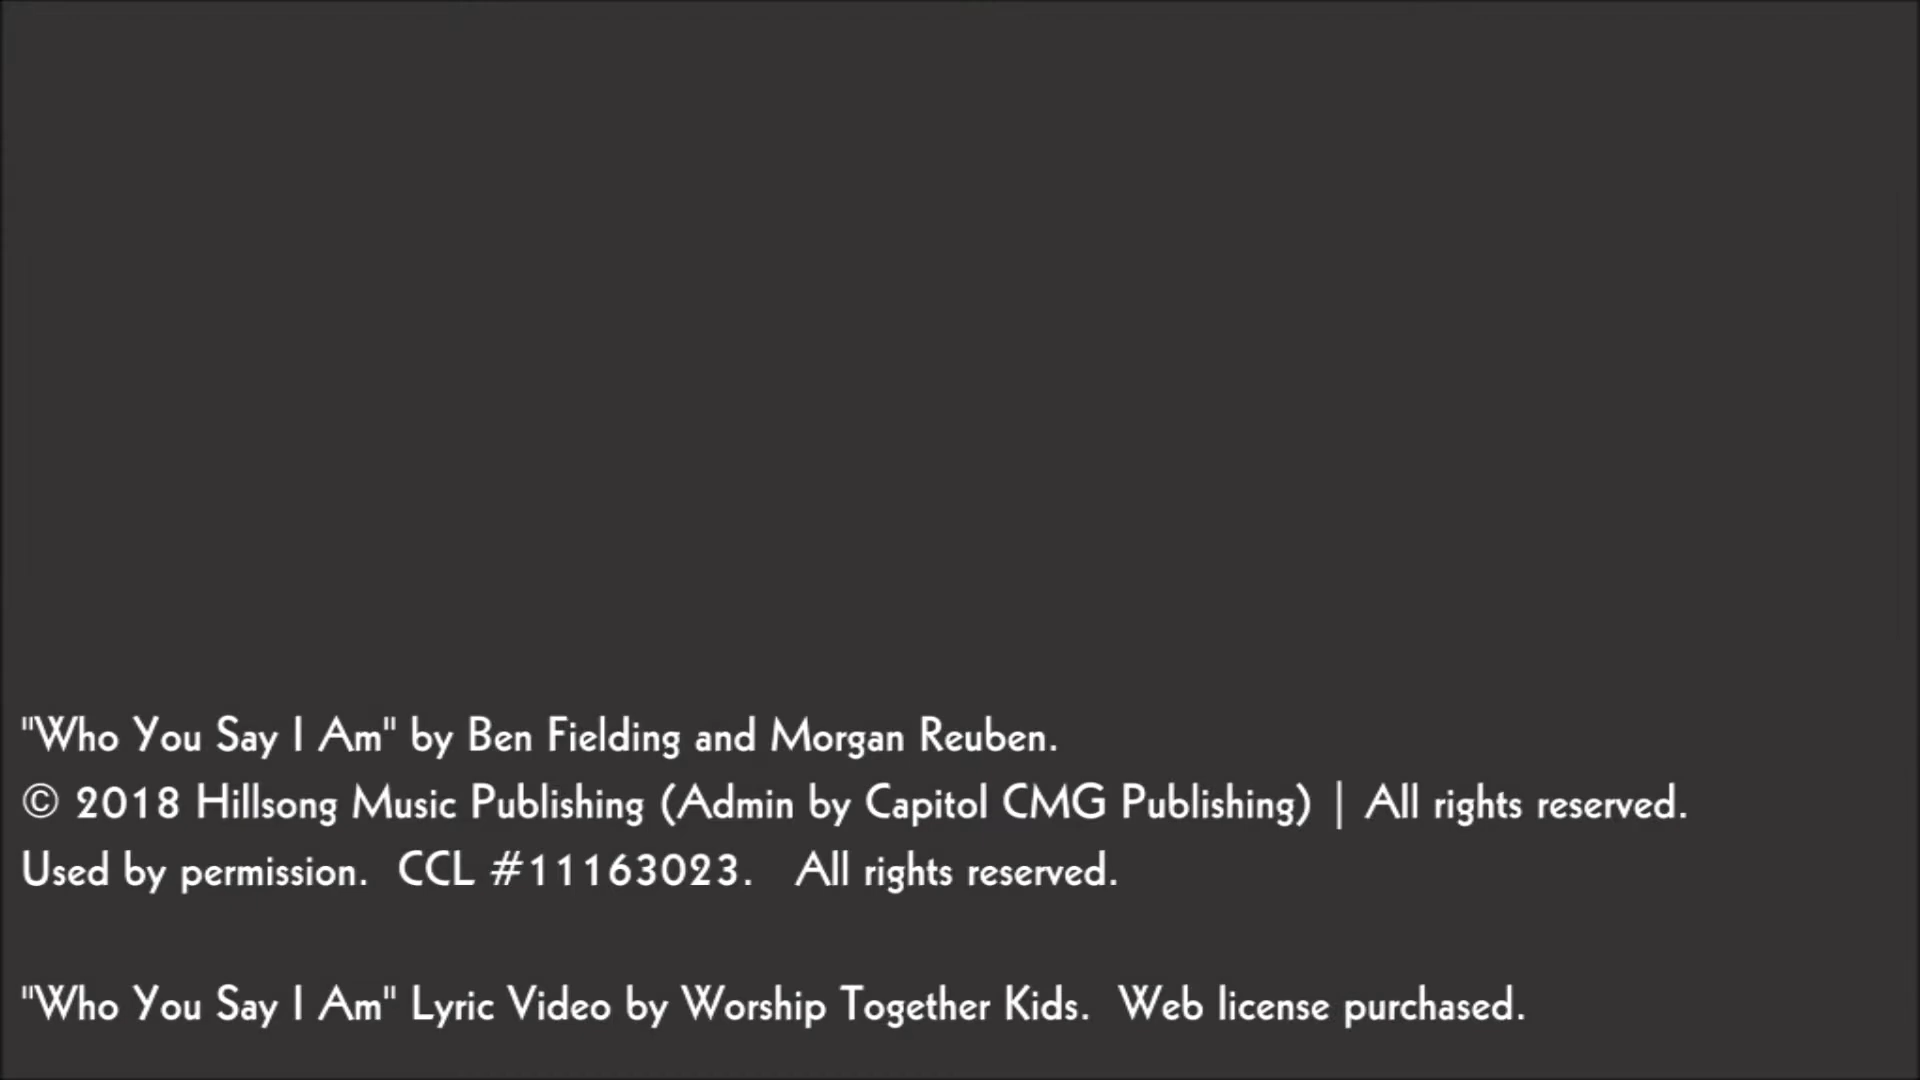 "Who You Say I Am" by Ben Fielding and Morgan Reuben.
© 2018 Hillsong Music Publishing (Admin by Capitol CMG Publishing) | All rights reserved.
Used by permission.  CCL #11163023.   All rights reserved.
"Who You Say I Am" Lyric Video by Worship Together Kids.  Web license purchased.